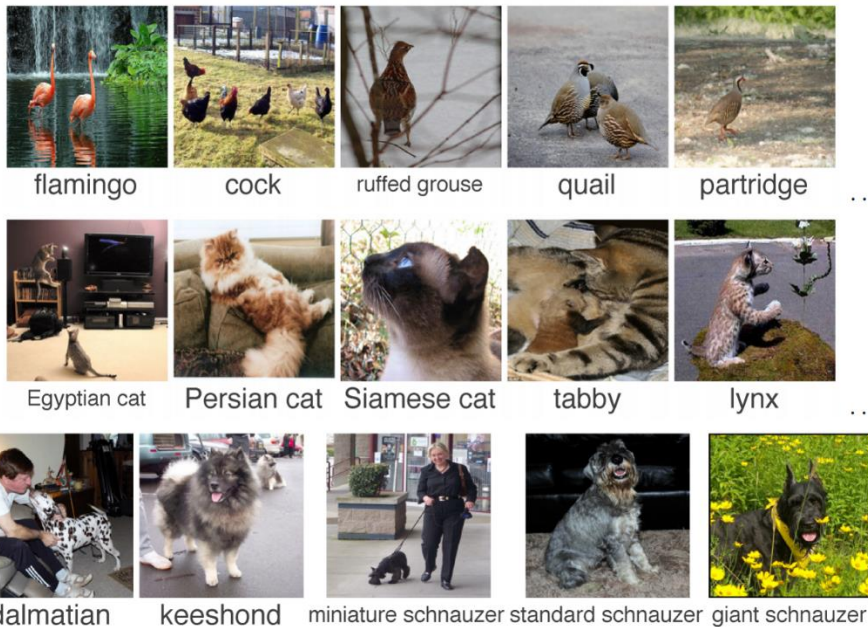 flamingo cock ruffed grouse quail partridge
..
Egyptian cat Persian cat Siamese cat tabby lynx
..
dalmatian keeshond miniature schnauzer standard schnauzer giant schnauzer